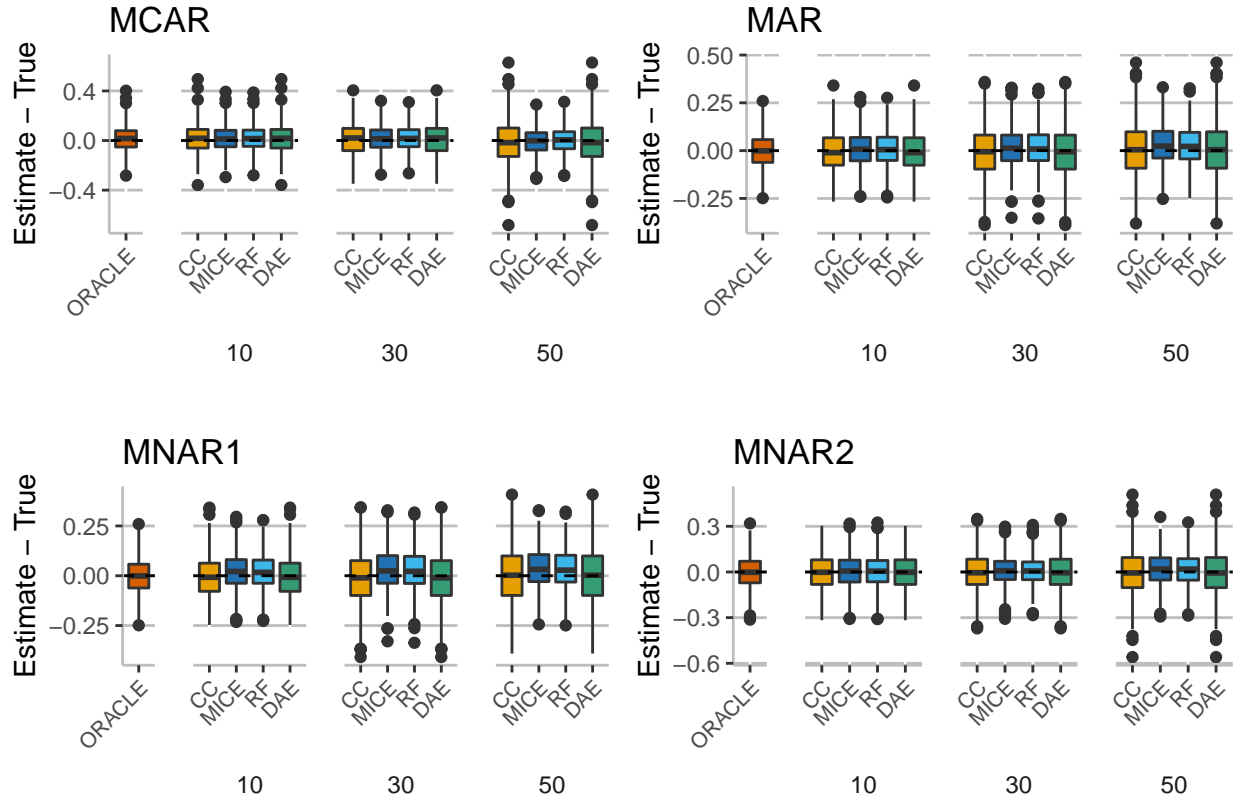 MCAR
Estimate – True
0.4
0.0
−0.4
ORACLE
CC
MICE
RF
DAE
CC
MICE
RF
DAE
CC
MICE
RF
DAE
10
30
50
MAR
Estimate – True
0.50
0.25
0.00
−0.25
ORACLE
CC
MICE
RF
DAE
CC
MICE
RF
DAE
CC
MICE
RF
DAE
10
30
50
MNAR1
Estimate – True
0.25
0.00
−0.25
ORACLE
CC
MICE
RF
DAE
CC
MICE
RF
DAE
CC
MICE
RF
DAE
10
30
50
MNAR2
Estimate – True
0.3
0.0
−0.3
−0.6
ORACLE
CC
MICE
RF
DAE
CC
MICE
RF
DAE
CC
MICE
RF
DAE
10
30
50